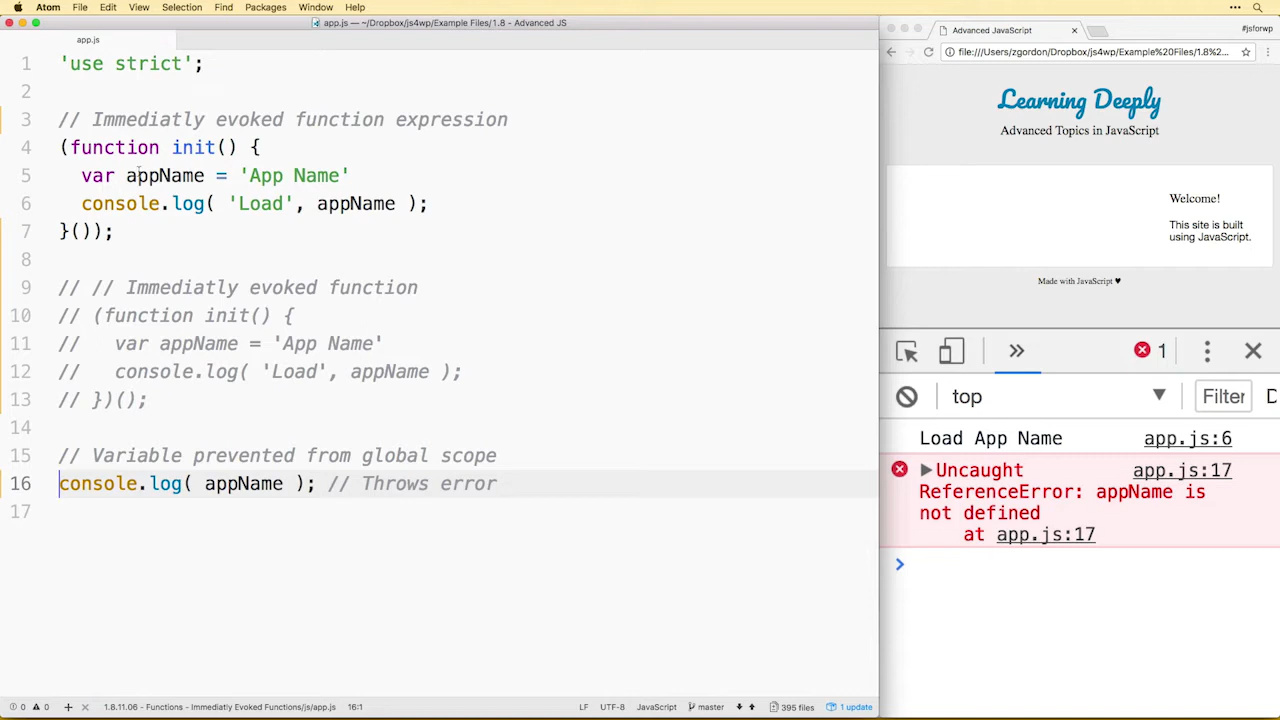 Atom File Edit View Selection Find Packages Window Help
app.js — ~/Dropbox/js4wp/Example Files/1.8 - Advanced JS
app.js
1 'use strict';
2
3 // Immediatly evoked function expression
4 (function init() {
5 var appName = 'App Name'
6 console.log( 'Load', appName );
7 }());
8
9 // // Immediatly evoked function
10 // (function init() {
11 // var appName = 'App Name'
12 // console.log( 'Load', appName );
13 // })();
14
15 // Variable prevented from global scope
16 console.log( appName ); // Throws error
17
0 0 + × 1.8.11.06 - Functions - Immediatly Evoked Functions/js/app.js 16:1 LF UTF-8 JavaScript master 395 files 1 update
Advanced JavaScript × #jsforwp
file:///Users/zgordon/Dropbox/js4wp/Example%20Files/1.8%2...
Learning Deeply
Advanced Topics in JavaScript
Welcome!
This site is built
using JavaScript.
Made with JavaScript ♥
» 1
top ▼ Filter D
Load App Name app.js:6
▶Uncaught app.js:17
ReferenceError: appName is
not defined
at app.js:17
>